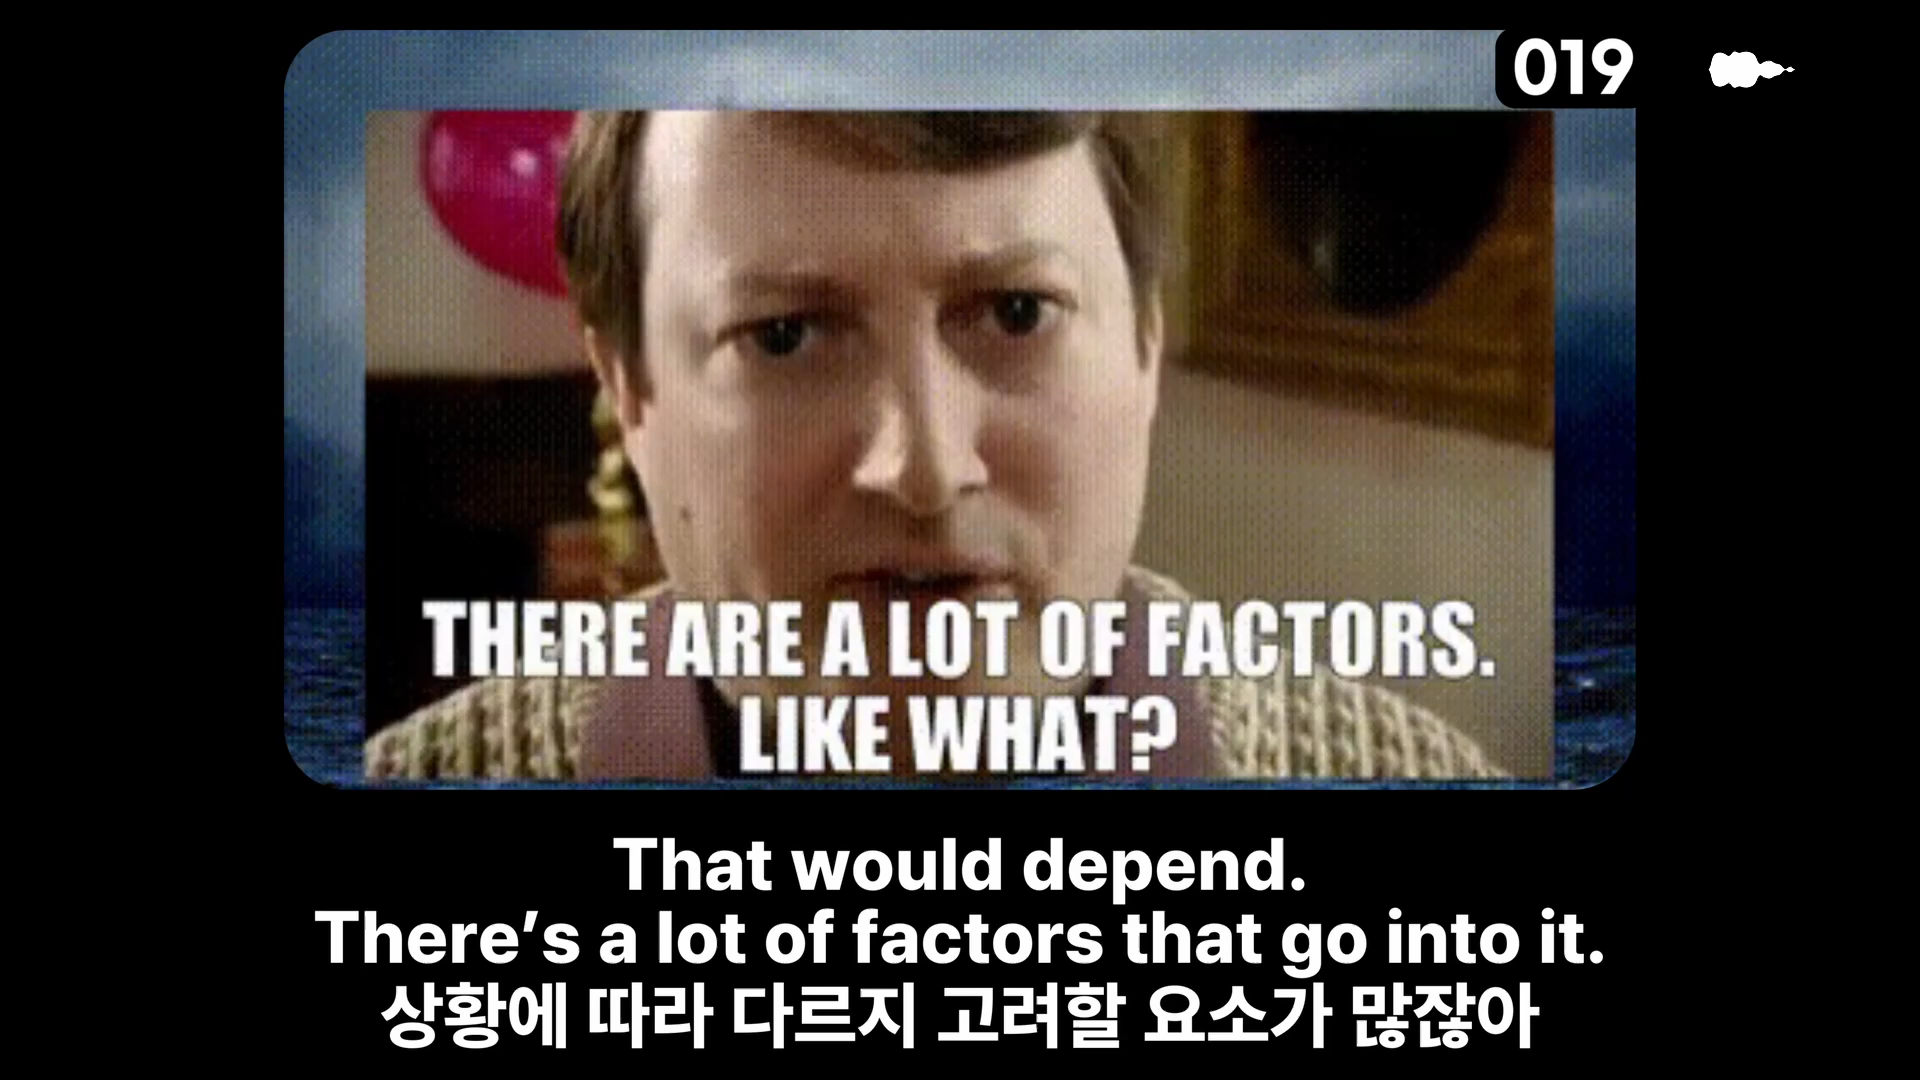 019
THERE ARE A LOT OF FACTORS.
LIKE WHAT?
That would depend.
There’s a lot of factors that go into it.
상황에 따라 다르지 고려할 요소가 많잖아